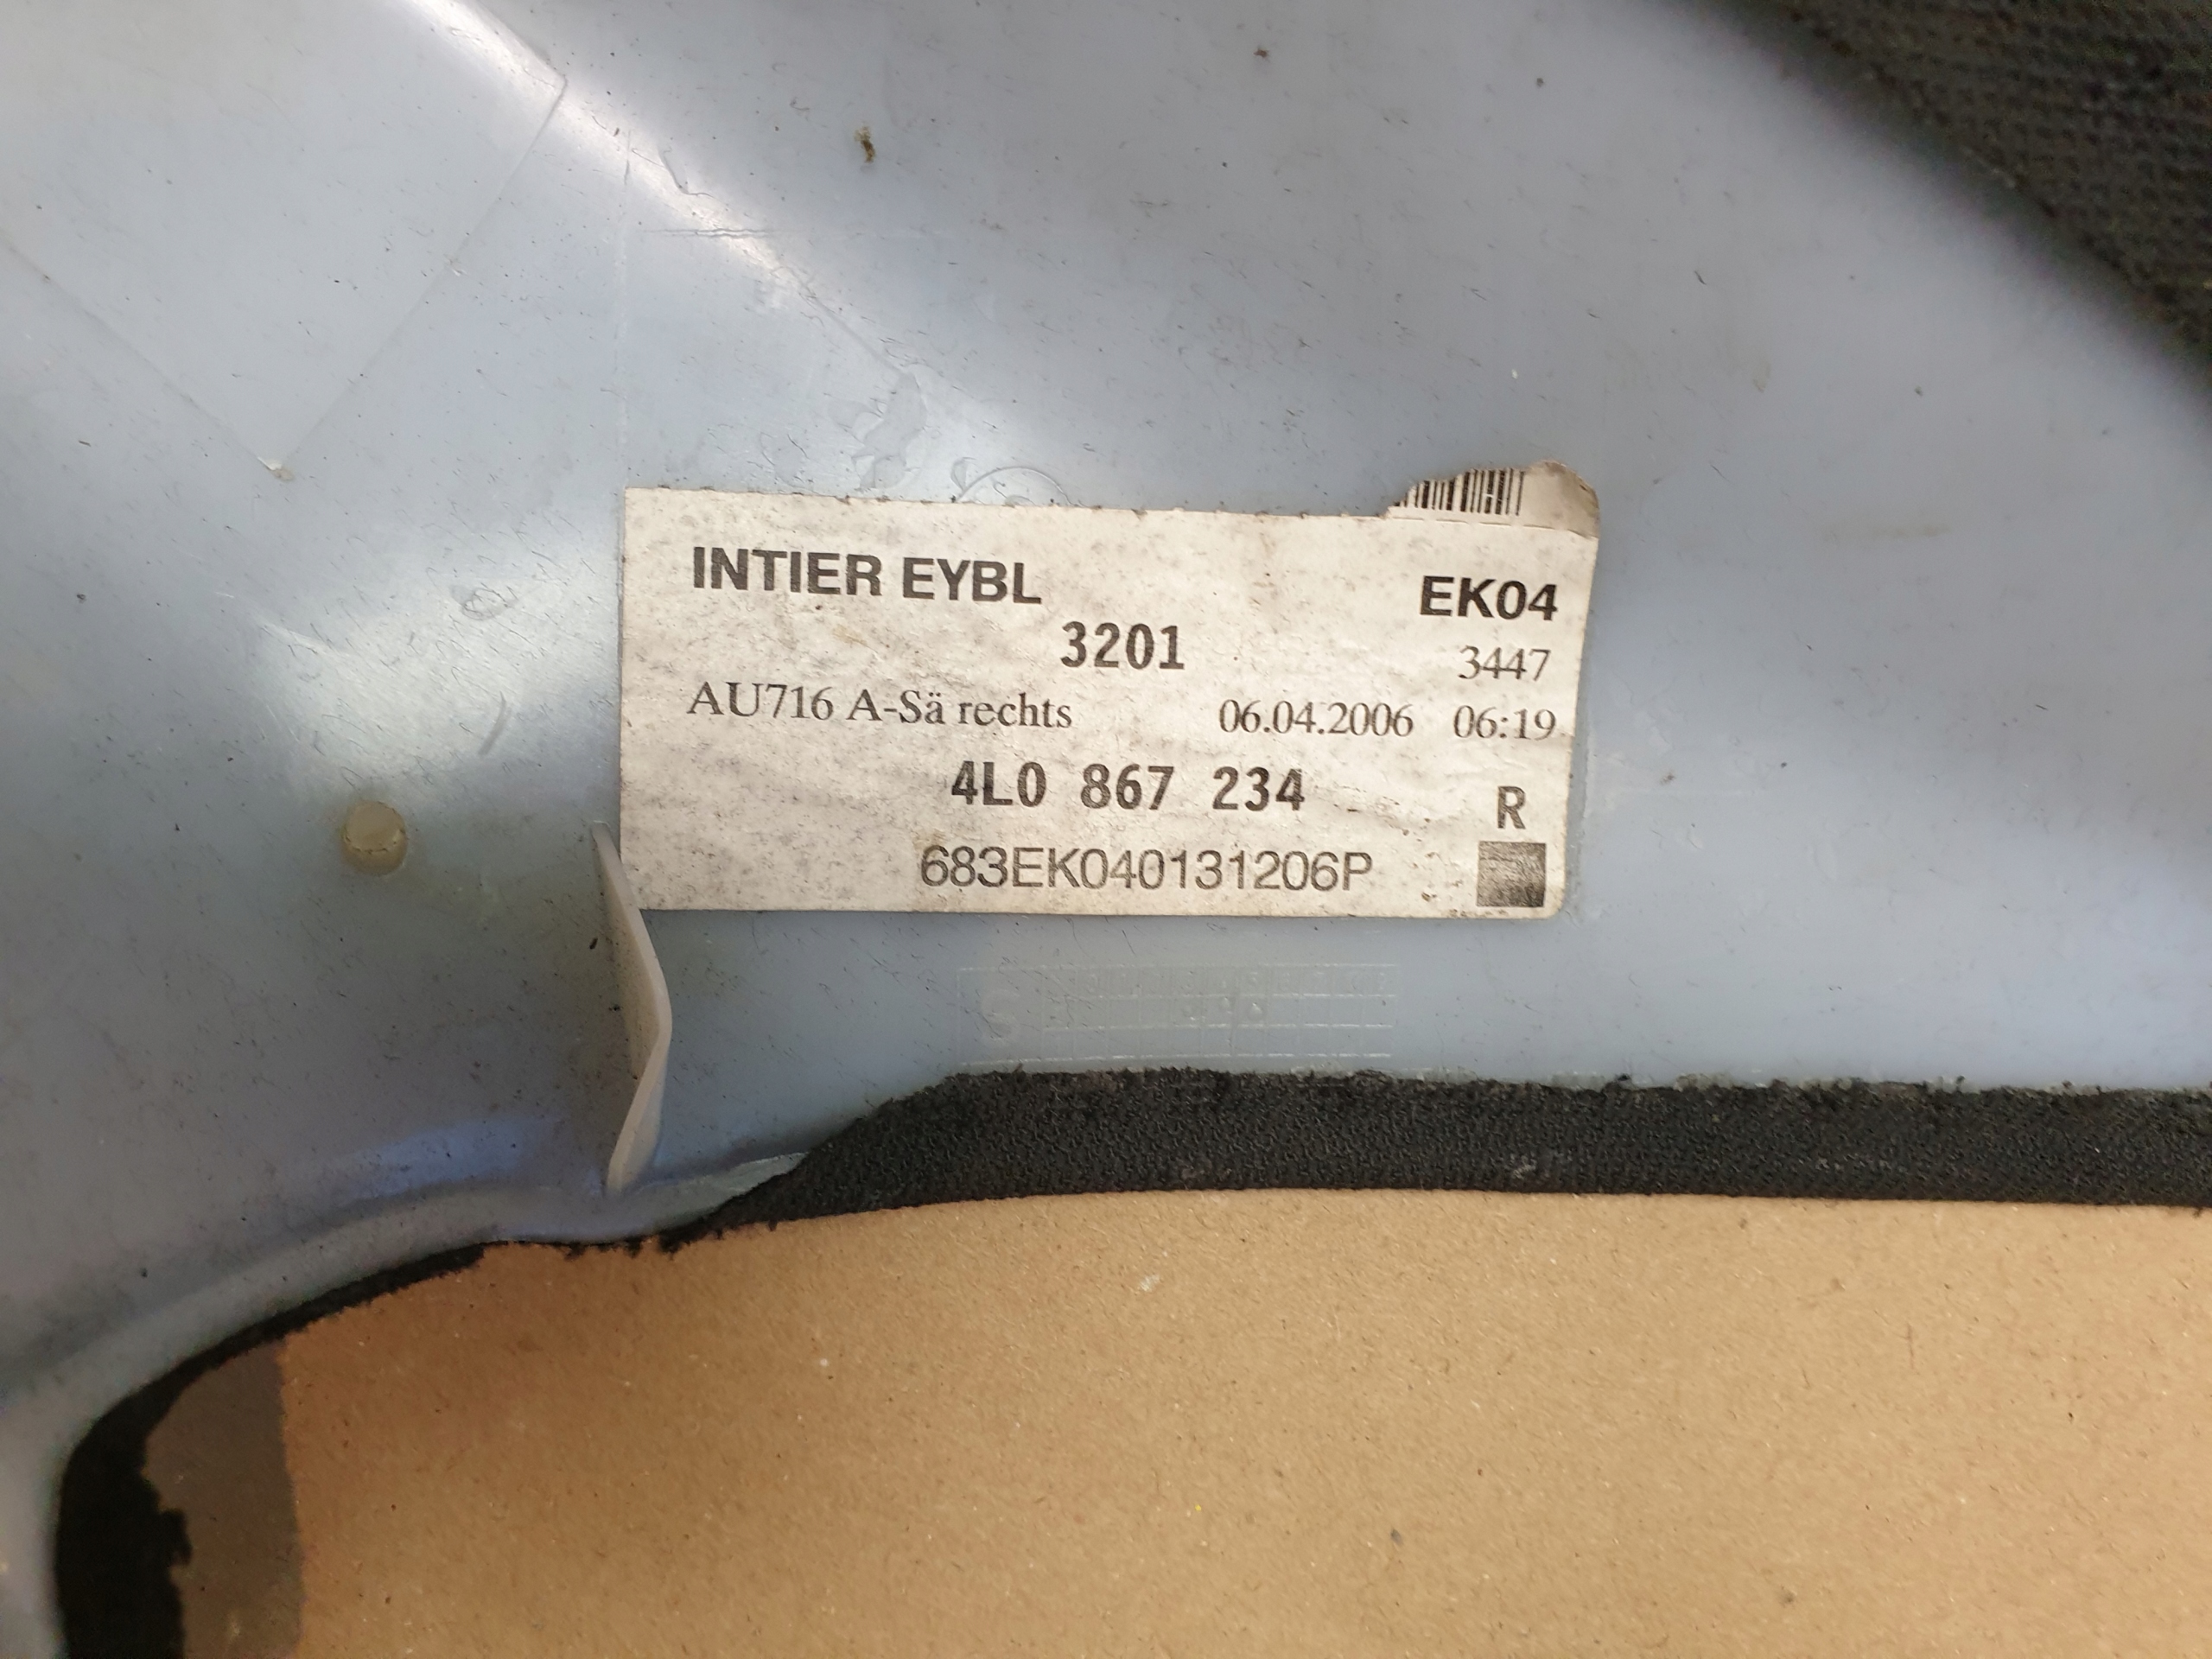 INTIER EYBL EK04
3201 3447
AU716 A-Sä rechts 06.04.2006 06:19
4L0 867 234 R
683EK040131206P